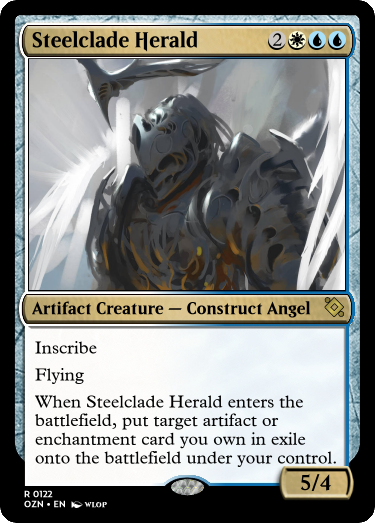 Steelclade Herald 2
Artifact Creature — Construct Angel
Inscribe
Flying
When Steelclade Herald enters the
battlefield, put target artifact or
enchantment card you own in exile
onto the battlefield under your control.
5/4
R 0122
OZN • EN WLOP